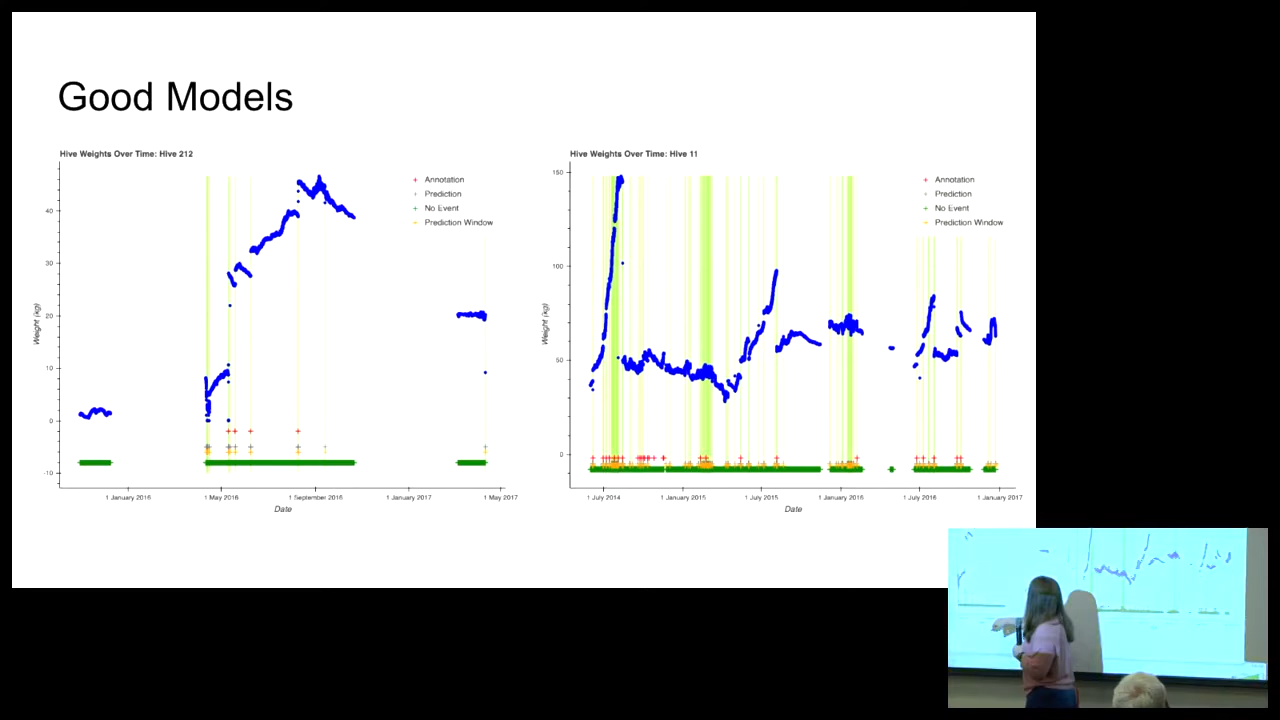 Good Models
Hive Weights Over Time: Hive 212
Annotation
Prediction
No Event
Prediction Window
40
30
20
10
0
-10
Weight (kg)
1 January 2016
1 May 2016
1 September 2016
1 January 2017
1 May 2017
Date
Hive Weights Over Time: Hive 11
Annotation
Prediction
No Event
Prediction Window
150
100
50
0
Weight (kg)
1 July 2014
1 January 2015
1 July 2015
1 January 2016
1 July 2016
1 January 2017
Date